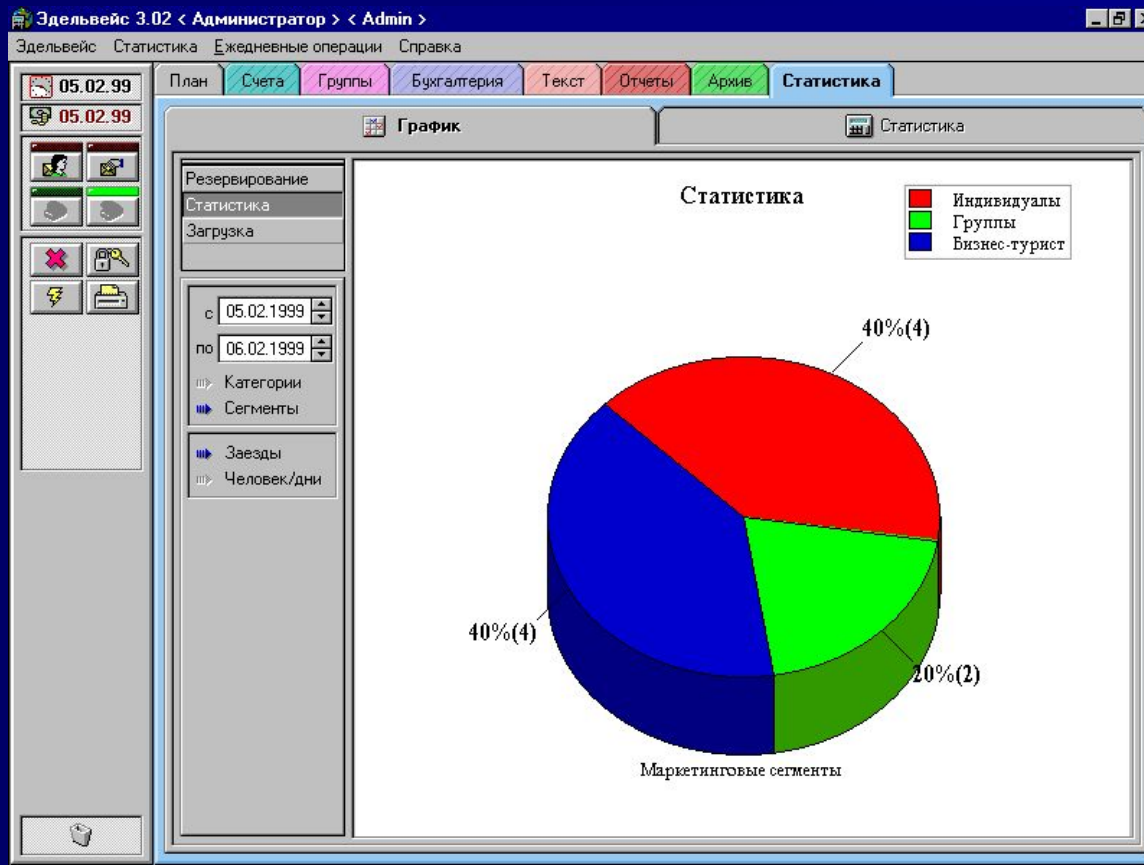 Эдельвейс 3.02 < Администратор > < Admin >
Эдельвейс Статистика Ежедневные операции Справка
05.02.99
05.02.99
План Счета Группы Бухгалтерия Текст Отчеты Архив Статистика
График Статистика
Резервирование
Статистика
Загрузка
с 05.02.1999
по 06.02.1999
Категории
Сегменты
Заезды
Человек/дни
Статистика
Индивидуалы
Группы
Бизнес-турист
40%(4)
40%(4)
20%(2)
Маркетинговые сегменты